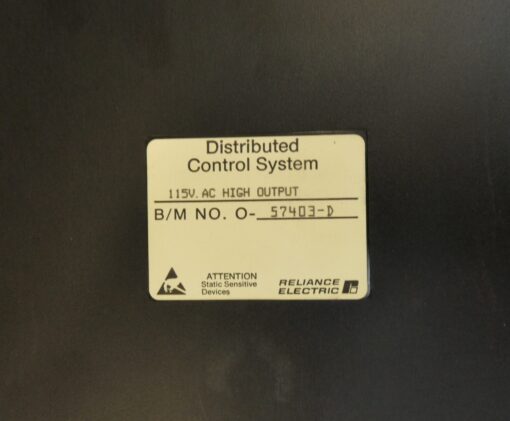 Distributed
Control System
115V. AC HIGH OUTPUT
B/M NO. O- 57403-D
ATTENTION
Static Sensitive
Devices
RELIANCE
ELECTRIC